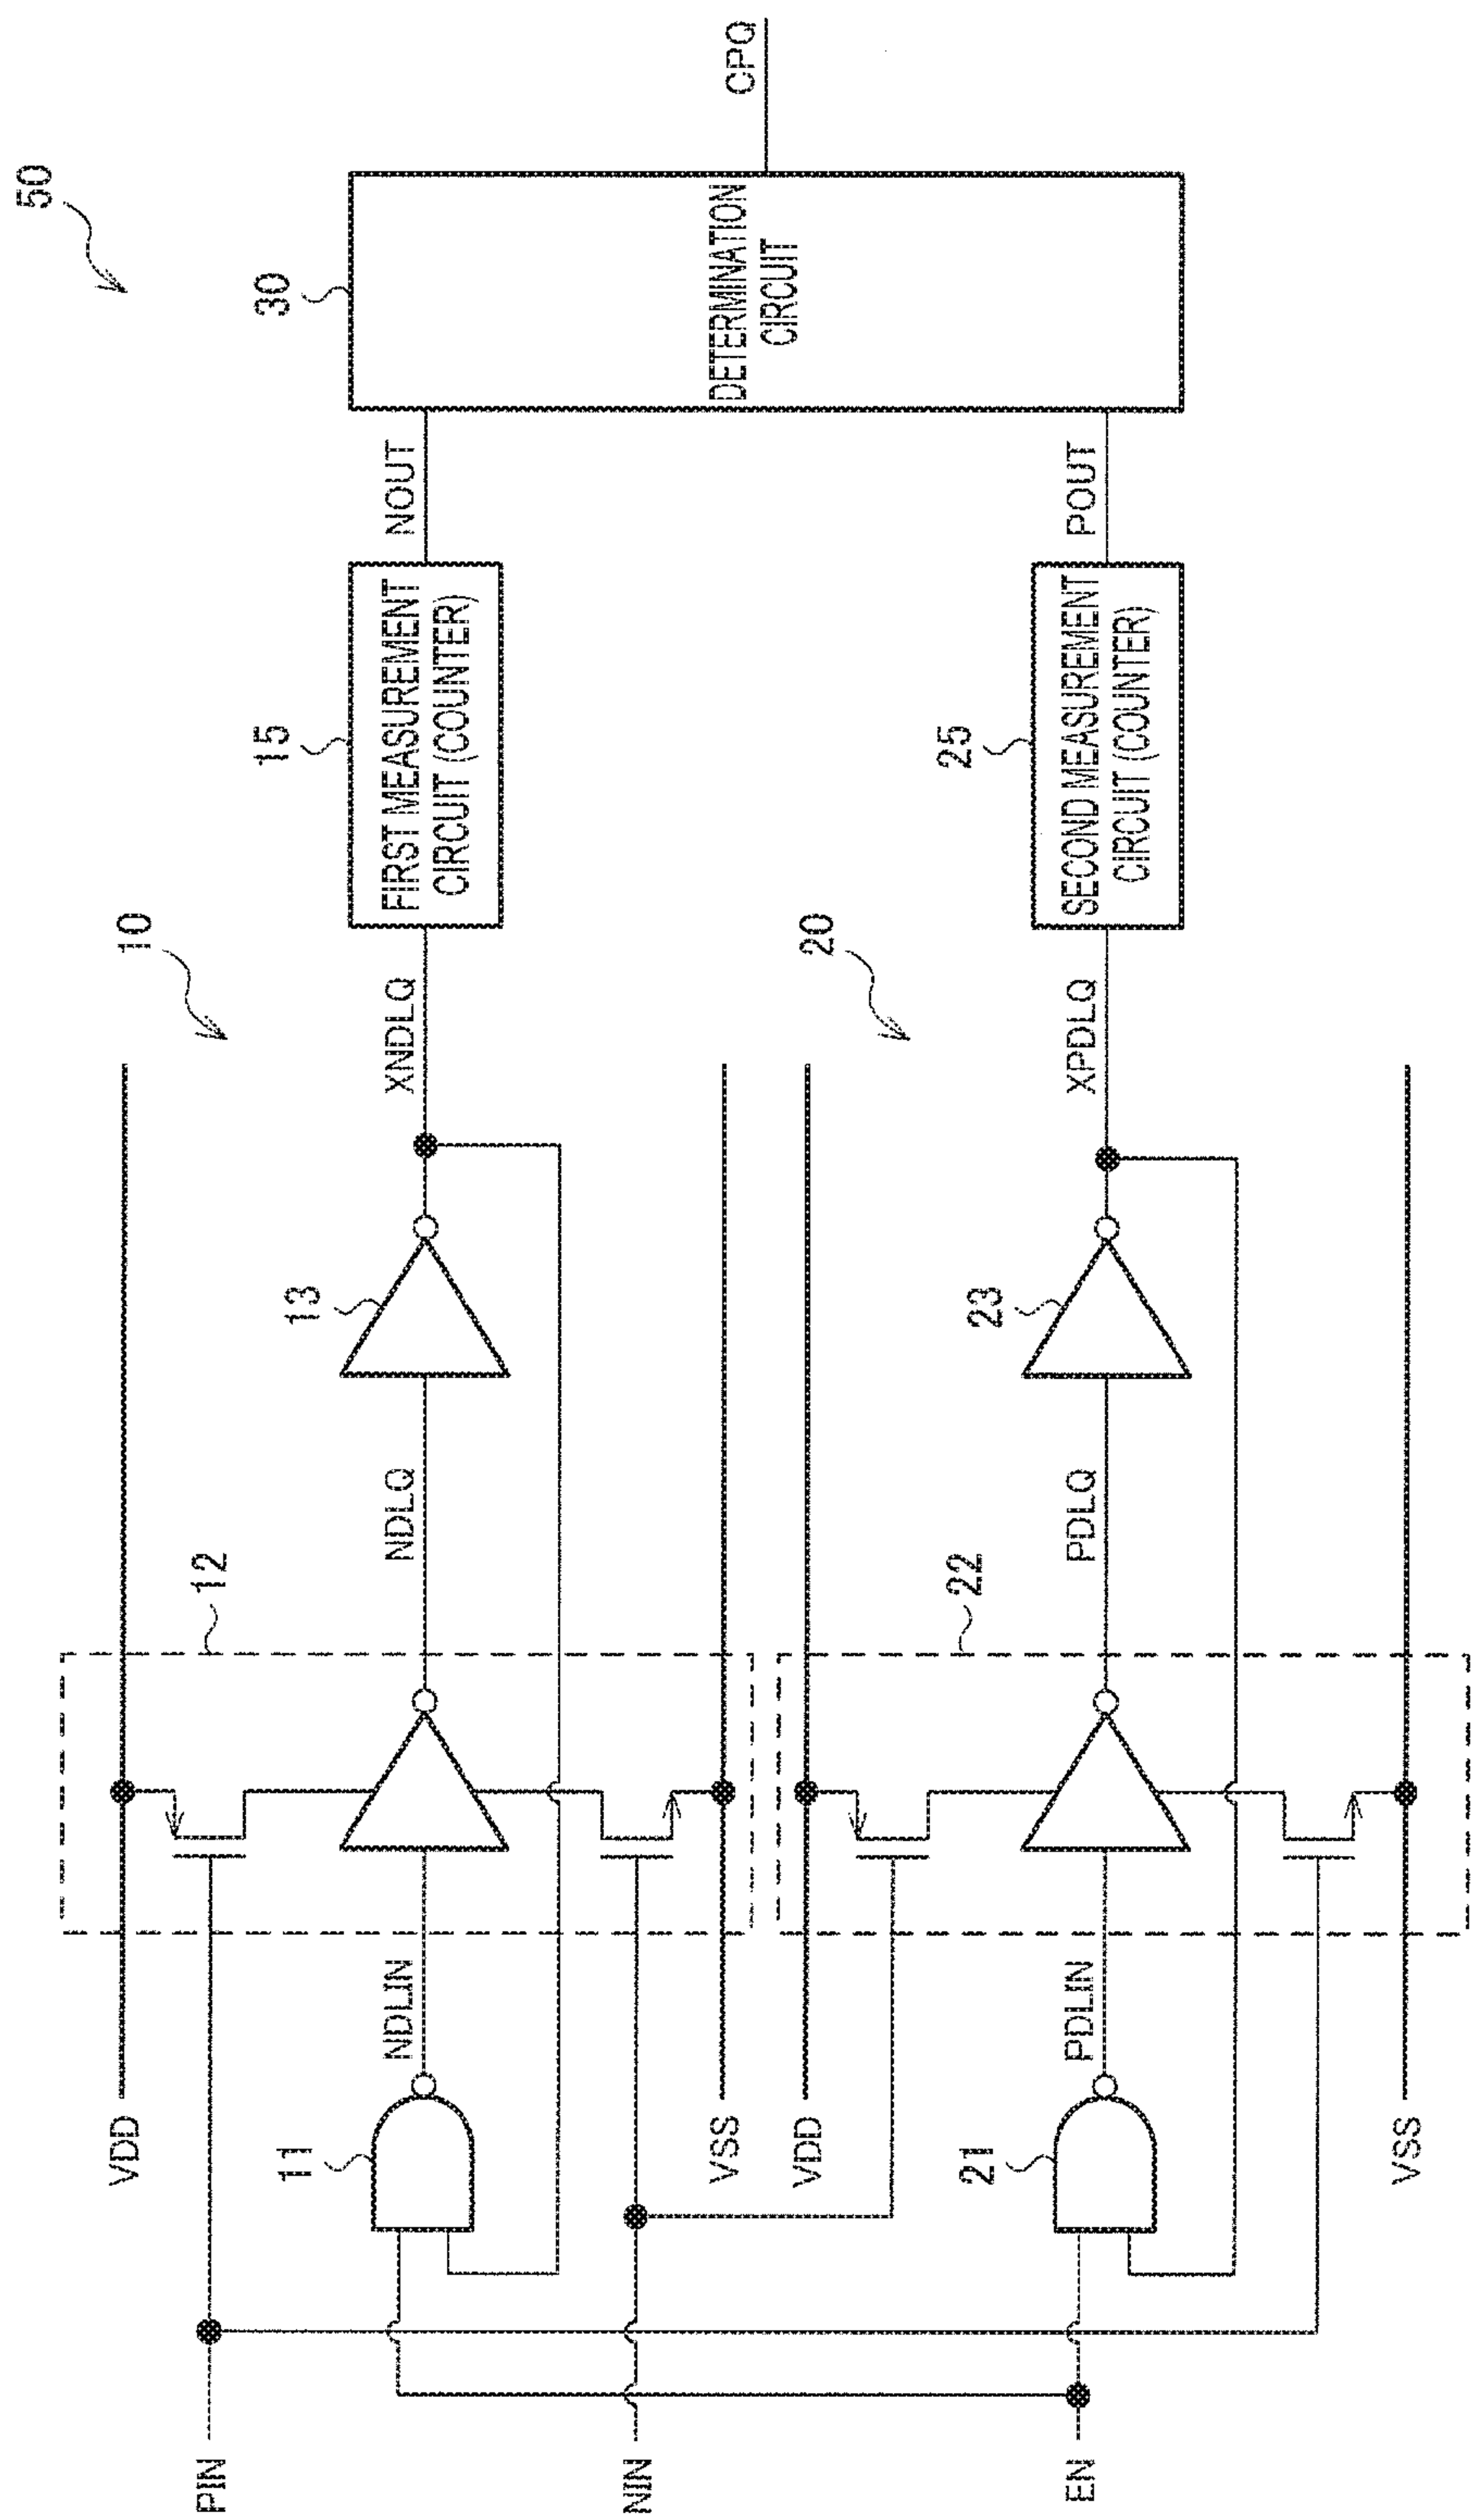 50
10
VDD
PIN
12
11
NDLIN
NDLQ
13
XNDLQ
15
FIRST MEASUREMENT
CIRCUIT (COUNTER)
NOUT
30
DETERMINATION
CIRCUIT
CPQ
NIN
VSS
VDD
20
22
21
PDLIN
PDLQ
23
XPDLQ
25
SECOND MEASUREMENT
CIRCUIT (COUNTER)
POUT
EN
VSS